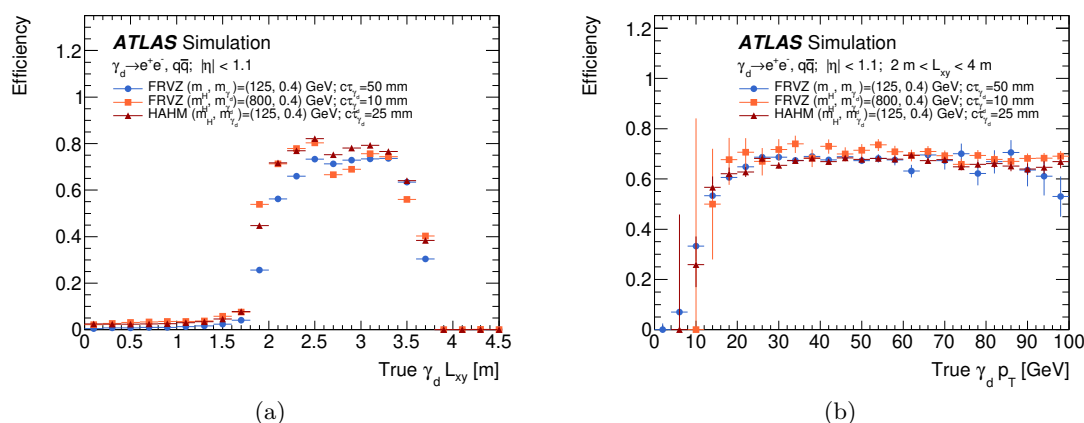 ATLAS Simulation
γd→e+e-, qq̄; |η| < 1.1
FRVZ (mH, mγd)=(125, 0.4) GeV; cτγd=50 mm
FRVZ (mH, mγd)=(800, 0.4) GeV; cτγd=10 mm
HAHM (mH, mγd)=(125, 0.4) GeV; cτγd=25 mm
Efficiency
1.2
1
0.8
0.6
0.4
0.2
0
0 0.5 1 1.5 2 2.5 3 3.5 4 4.5
True γd Lxy [m]
(a)
ATLAS Simulation
γd→e+e-, qq̄; |η| < 1.1; 2 m < Lxy < 4 m
FRVZ (mH, mγd)=(125, 0.4) GeV; cτγd=50 mm
FRVZ (mH, mγd)=(800, 0.4) GeV; cτγd=10 mm
HAHM (mH, mγd)=(125, 0.4) GeV; cτγd=25 mm
Efficiency
1.2
1
0.8
0.6
0.4
0.2
0
0 10 20 30 40 50 60 70 80 90 100
True γd pT [GeV]
(b)